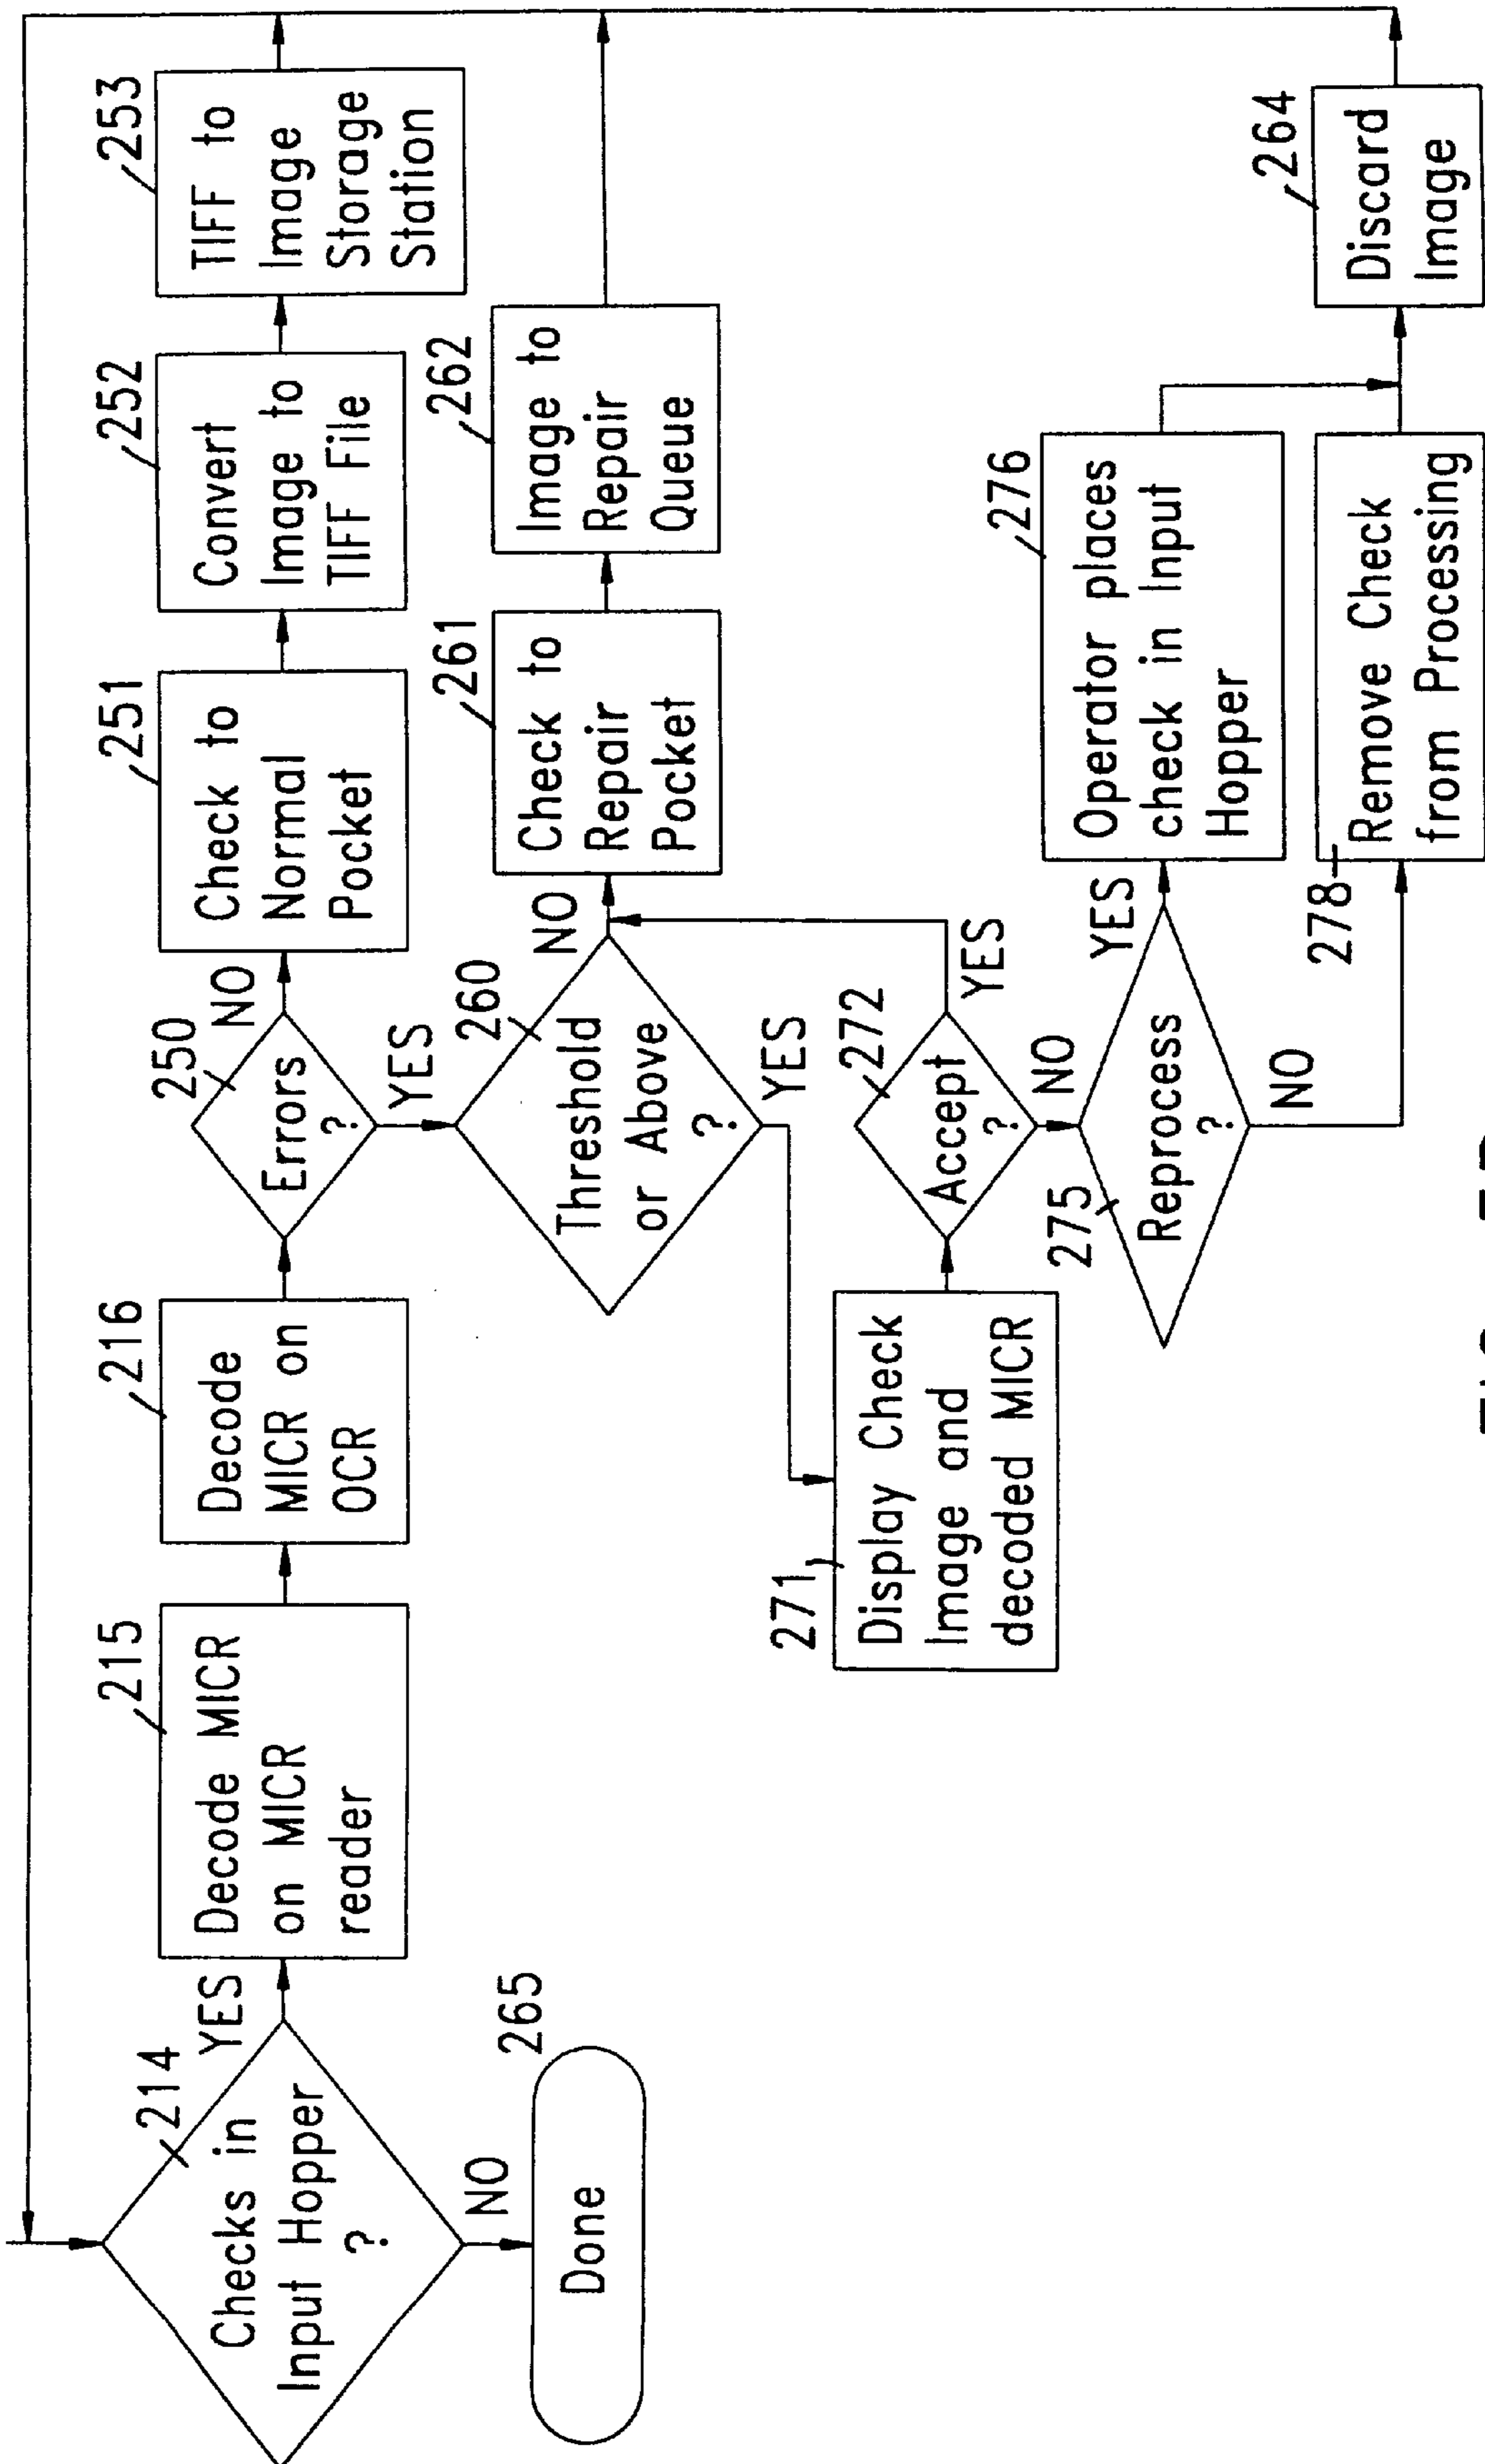 Checks in
Input Hopper
?
214
YES
NO
Done
265
Decode MICR
on MICR
reader
215
Decode
MICR on
OCR
216
Errors
?
250
NO
YES
Check to
Normal
Pocket
251
Convert
Image to
TIFF File
252
TIFF to
Image
Storage
Station
253
Threshold
or Above
?
260
NO
YES
Check to
Repair
Pocket
261
Image to
Repair
Queue
262
Display Check
Image and
decoded MICR
271
Accept
?
272
YES
NO
Reprocess
?
275
YES
NO
Operator places
check in Input
Hopper
276
Remove Check
from Processing
278
Discard
Image
264